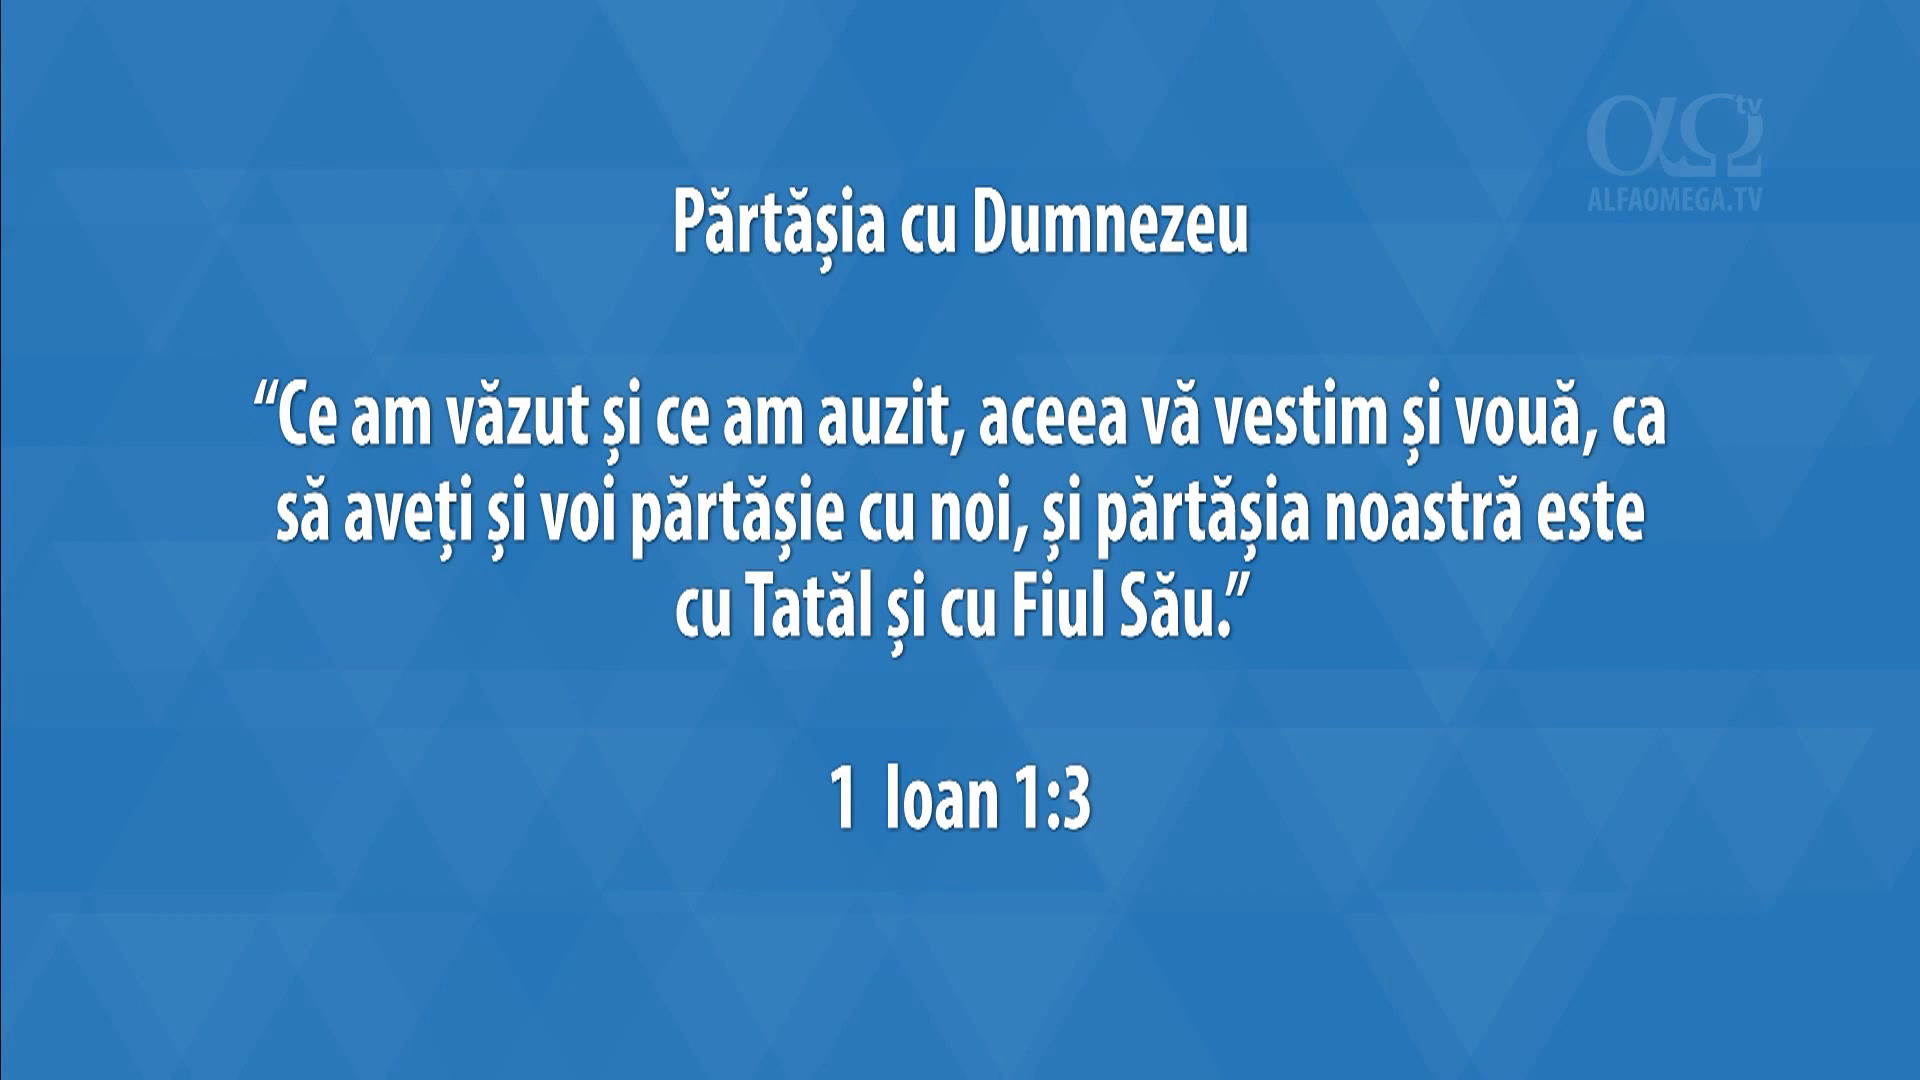 αΩ tv
ALFAOMEGA.TV
Părtășia cu Dumnezeu
“Ce am văzut și ce am auzit, aceea vă vestim și vouă, ca
să aveți și voi părtășie cu noi, și părtășia noastră este
cu Tatăl și cu Fiul Său.”
1 Ioan 1:3